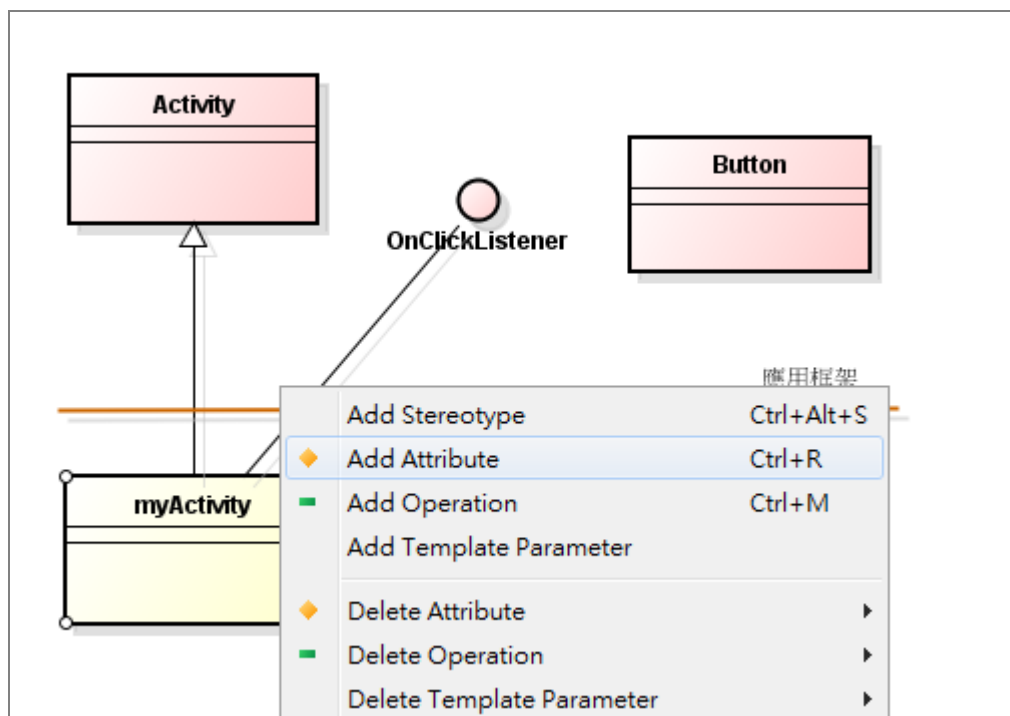 Activity
Button
OnClickListener
應用框架
Add Stereotype Ctrl+Alt+S
Add Attribute Ctrl+R
myActivity
Add Operation Ctrl+M
Add Template Parameter
Delete Attribute
Delete Operation
Delete Template Parameter